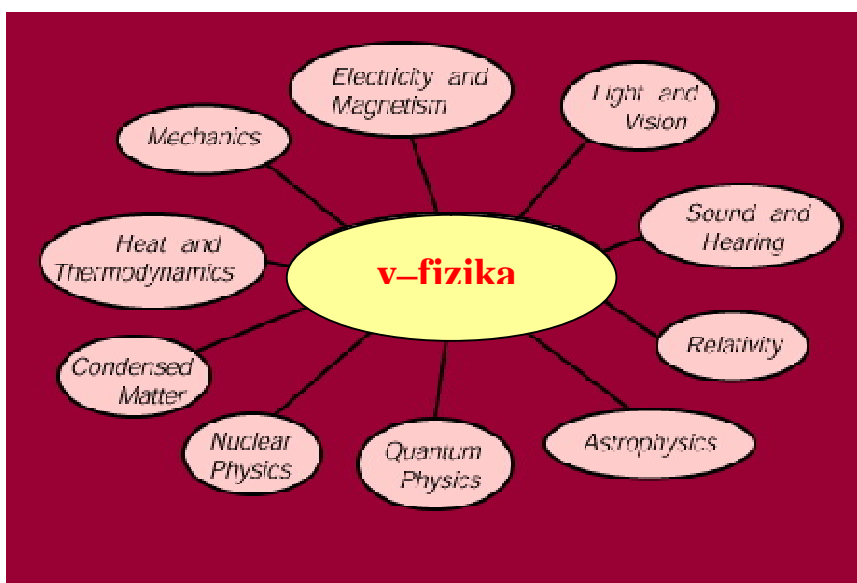 Electricity and
Magnetism
Light and
Vision
Mechanics
Sound and
Hearing
Heat and
Thermodynamics
v–fizika
Relativity
Condensed
Matter
Nuclear
Physics
Quantum
Physics
Astrophysics